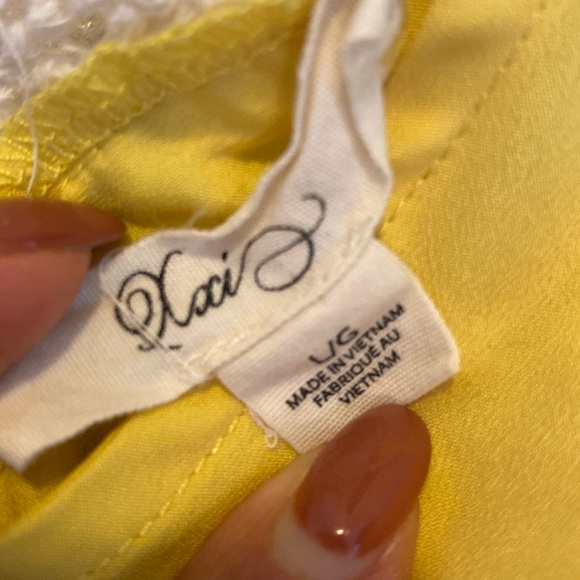 Xxi
L/G
MADE IN VIETNAM
FABRIQUÉ AU
VIETNAM